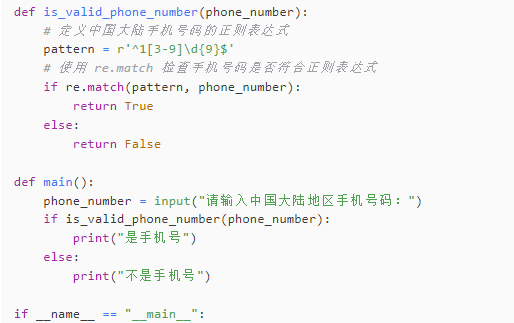 def is_valid_phone_number(phone_number):
    # 定义中国大陆手机号码的正则表达式
    pattern = r'^1[3-9]\d{9}$'
    # 使用 re.match 检查手机号码是否符合正则表达式
    if re.match(pattern, phone_number):
        return True
    else:
        return False

def main():
    phone_number = input("请输入中国大陆地区手机号码：")
    if is_valid_phone_number(phone_number):
        print("是手机号")
    else:
        print("不是手机号")

if __name__ == "__main__":